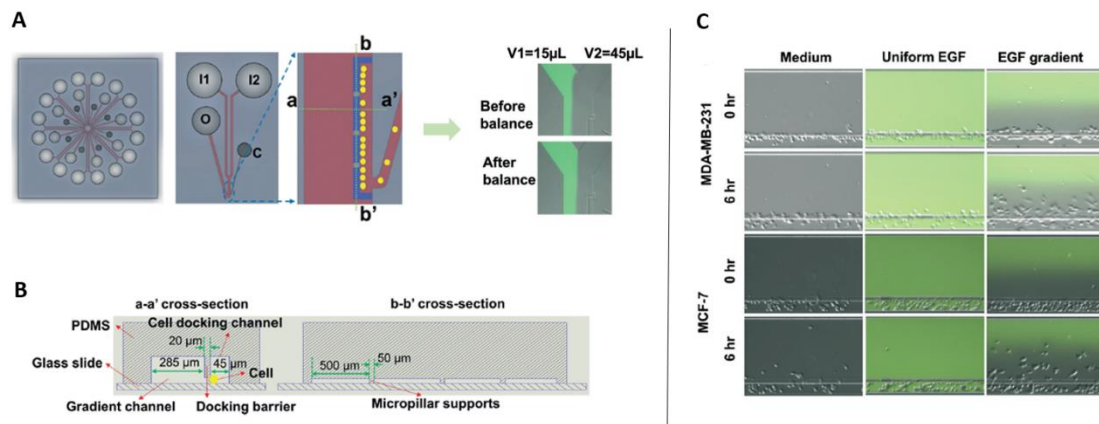 A
I1
I2
O
C
b
a
a'
b'
V1=15µL
V2=45µL
Before
balance
After
balance
B
a-a' cross-section
b-b' cross-section
PDMS
Cell docking channel
20 µm
Glass slide
285 µm
45 µm
Cell
500 µm
50 µm
Gradient channel
Docking barrier
Micropillar supports
C
Medium
Uniform EGF
EGF gradient
MDA-MB-231
0 hr
6 hr
MCF-7
0 hr
6 hr